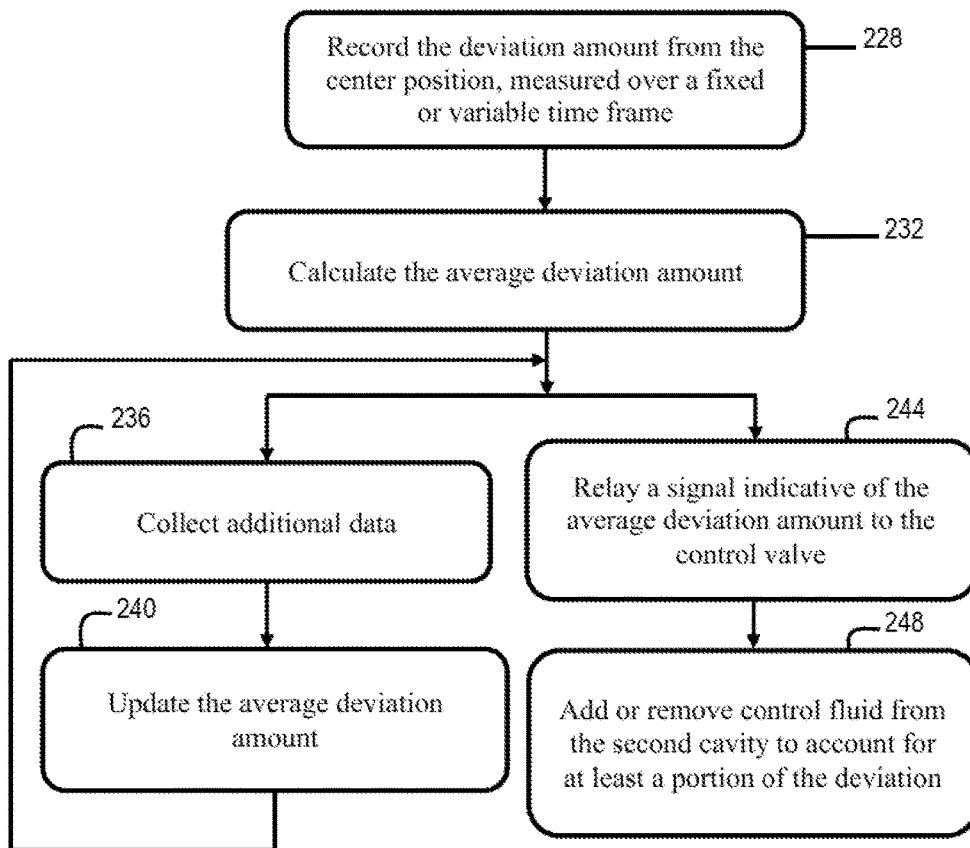 Record the deviation amount from the
center position, measured over a fixed
or variable time frame
228
Calculate the average deviation amount
232
236
Collect additional data
244
Relay a signal indicative of the
average deviation amount to the
control valve
240
Update the average deviation
amount
248
Add or remove control fluid from
the second cavity to account for
at least a portion of the deviation